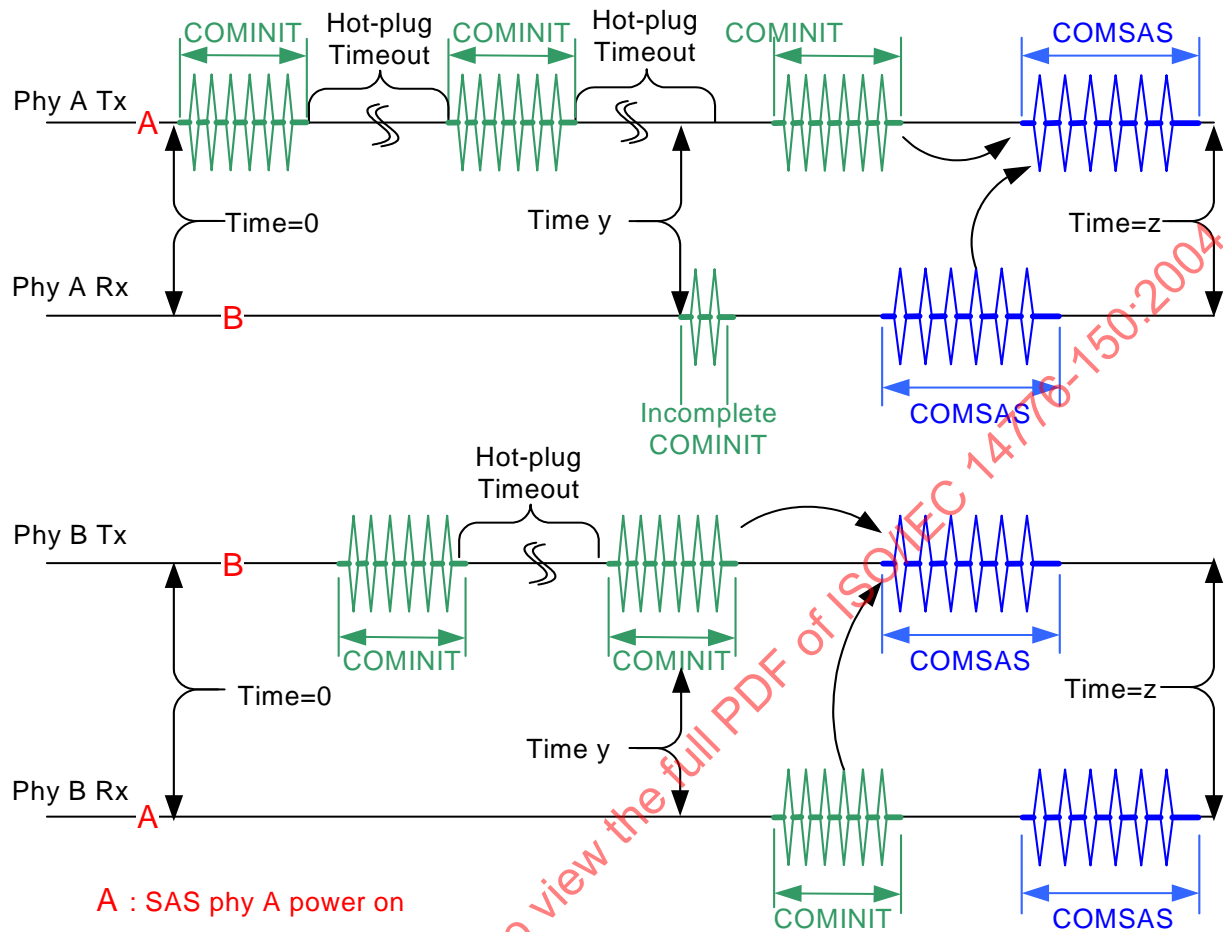 Hot-plug
Timeout
Hot-plug
Timeout
COMINIT
COMINIT
COMINIT
COMSAS
Phy A Tx
A
Time=0
Time y
Time=z
Phy A Rx
B
Incomplete
COMINIT
COMSAS
Hot-plug
Timeout
Phy B Tx
B
COMINIT
COMINIT
COMSAS
Time=0
Time y
Time=z
Phy B Rx
A
COMINIT
COMSAS
A : SAS phy A power on
o view the full PDF of ISO/IEC 14776-150:2004